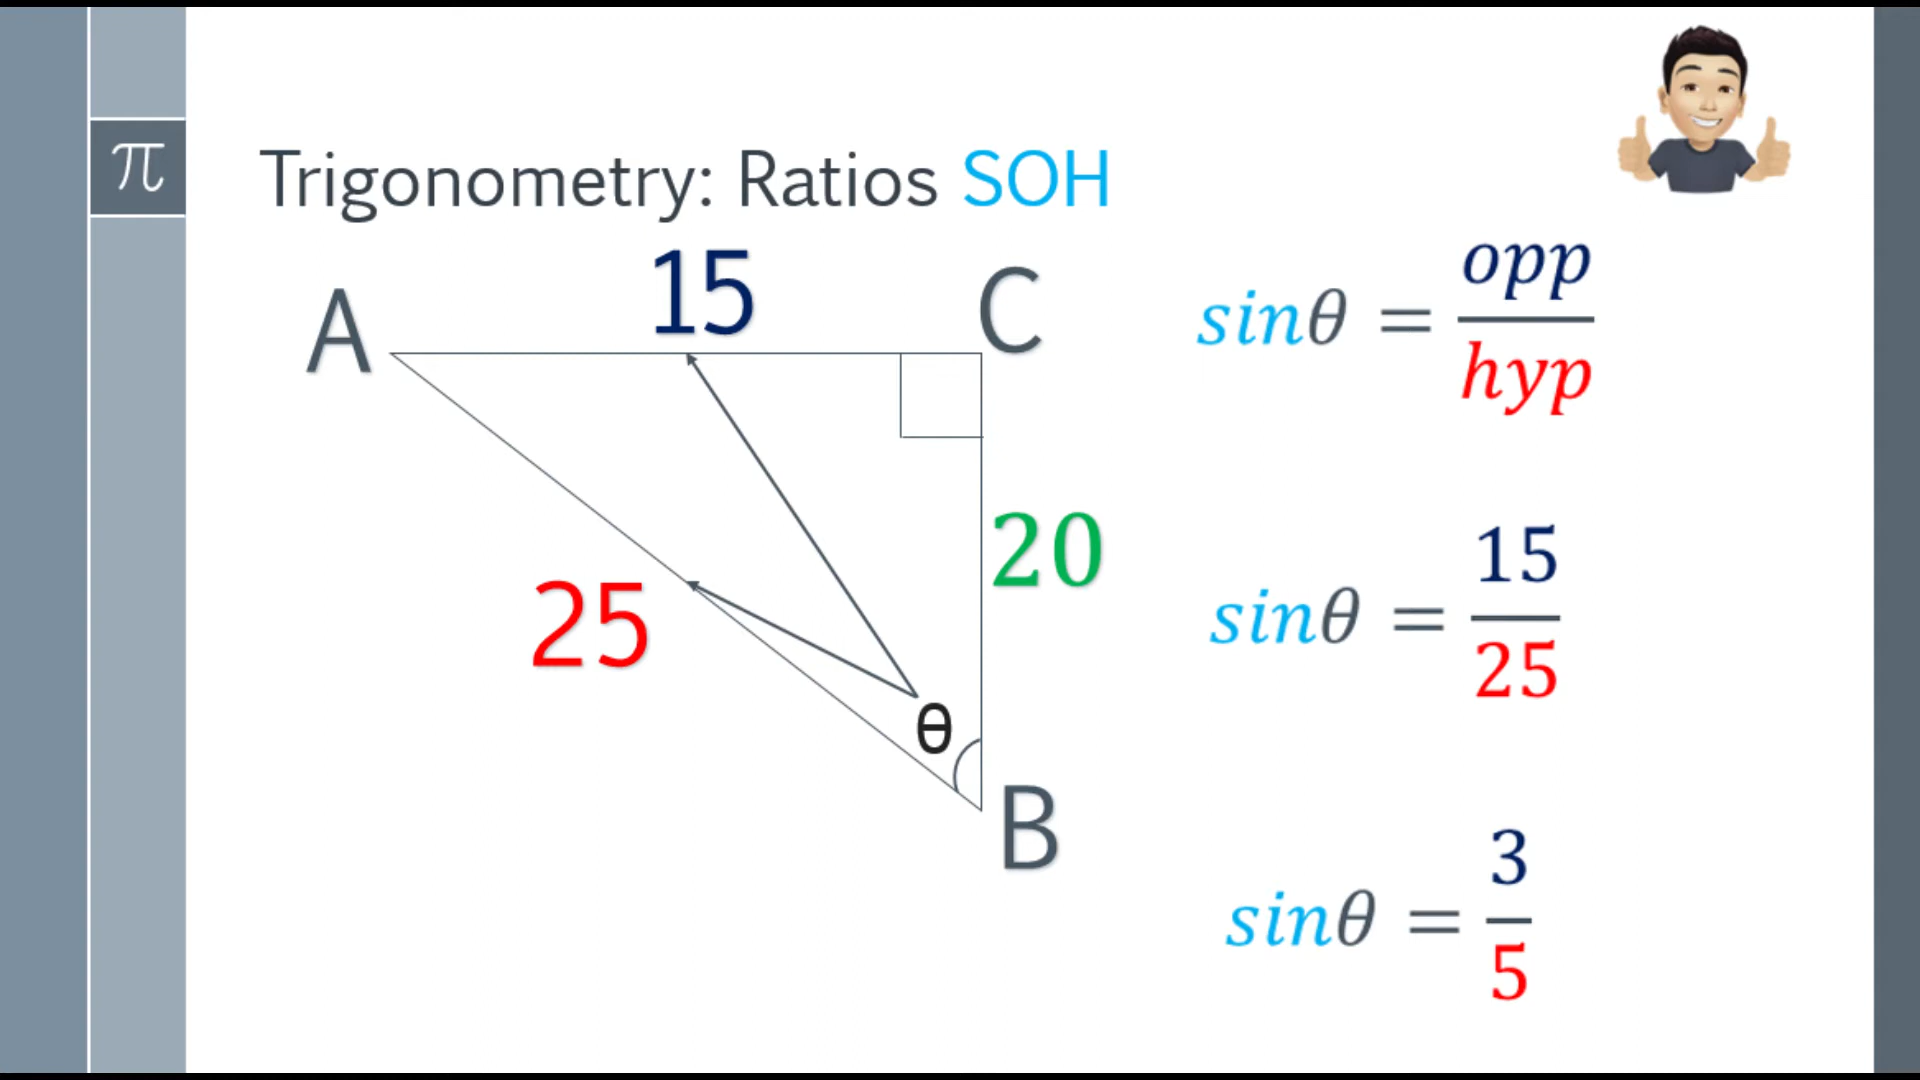 π
Trigonometry: Ratios SOH
A
15
C
25
20
θ
B
sinθ = opp/hyp
sinθ = 15/25
sinθ = 3/5